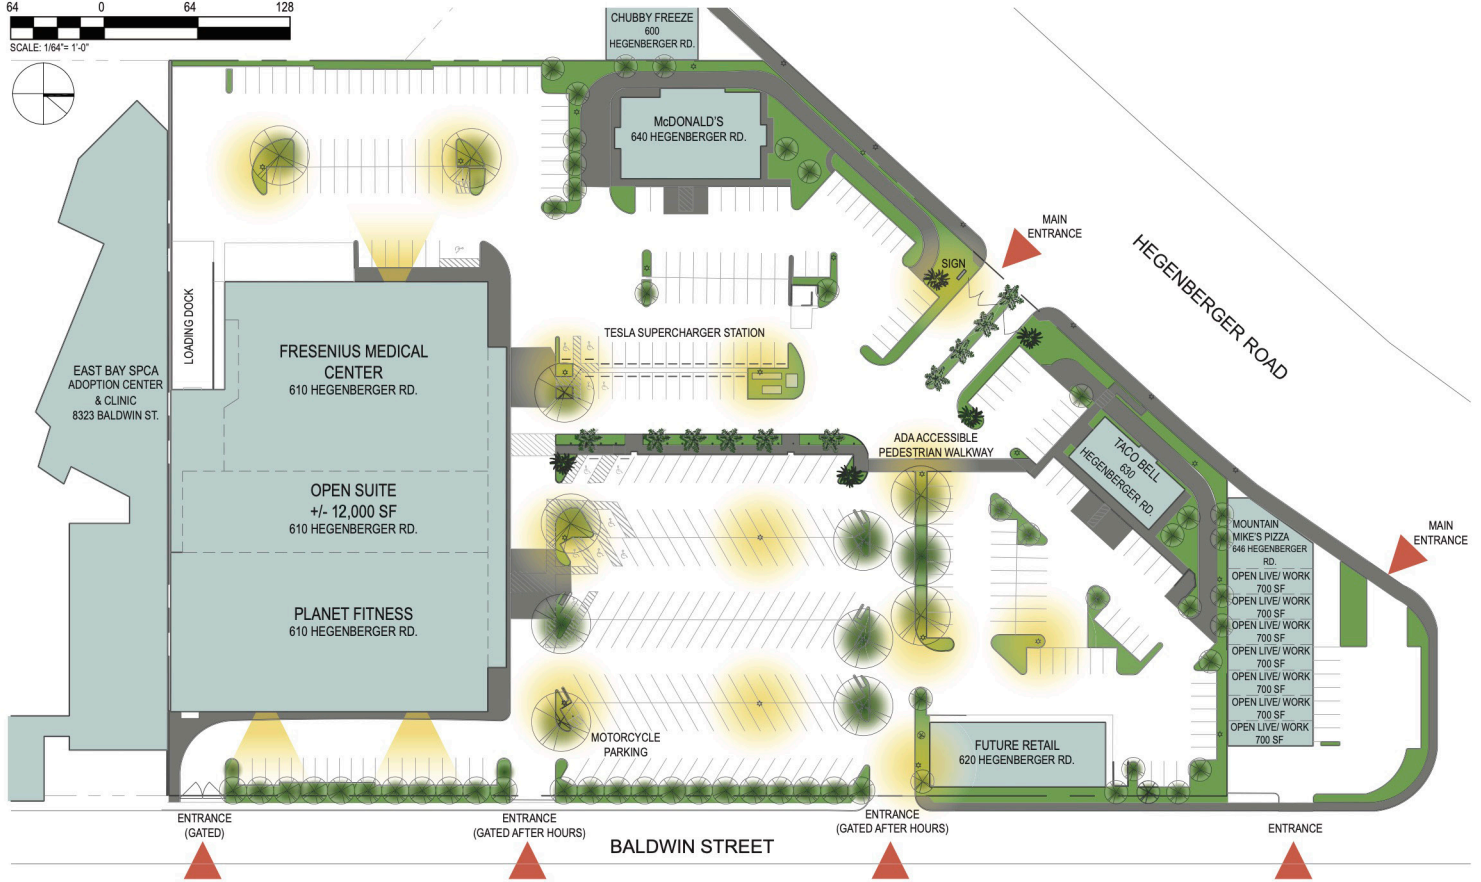 64 0 64 128
SCALE: 1/64"= 1'-0"
CHUBBY FREEZE
600
HEGENBERGER RD.
McDONALD'S
640 HEGENBERGER RD.
MAIN
ENTRANCE
HEGENBERGER ROAD
SIGN
LOADING DOCK
TESLA SUPERCHARGER STATION
FRESENIUS MEDICAL
CENTER
610 HEGENBERGER RD.
EAST BAY SPCA
ADOPTION CENTER
& CLINIC
8323 BALDWIN ST.
ADA ACCESSIBLE
PEDESTRIAN WALKWAY
TACO BELL
630
HEGENBERGER RD.
OPEN SUITE
+/- 12,000 SF
610 HEGENBERGER RD.
MOUNTAIN
MIKE'S PIZZA
646 HEGENBERGER
RD.
MAIN
ENTRANCE
OPEN LIVE/ WORK
700 SF
OPEN LIVE/ WORK
700 SF
OPEN LIVE/ WORK
700 SF
OPEN LIVE/ WORK
700 SF
OPEN LIVE/ WORK
700 SF
OPEN LIVE/ WORK
700 SF
OPEN LIVE/ WORK
700 SF
PLANET FITNESS
610 HEGENBERGER RD.
MOTORCYCLE
PARKING
FUTURE RETAIL
620 HEGENBERGER RD.
ENTRANCE
(GATED)
ENTRANCE
(GATED AFTER HOURS)
ENTRANCE
(GATED AFTER HOURS)
ENTRANCE
BALDWIN STREET